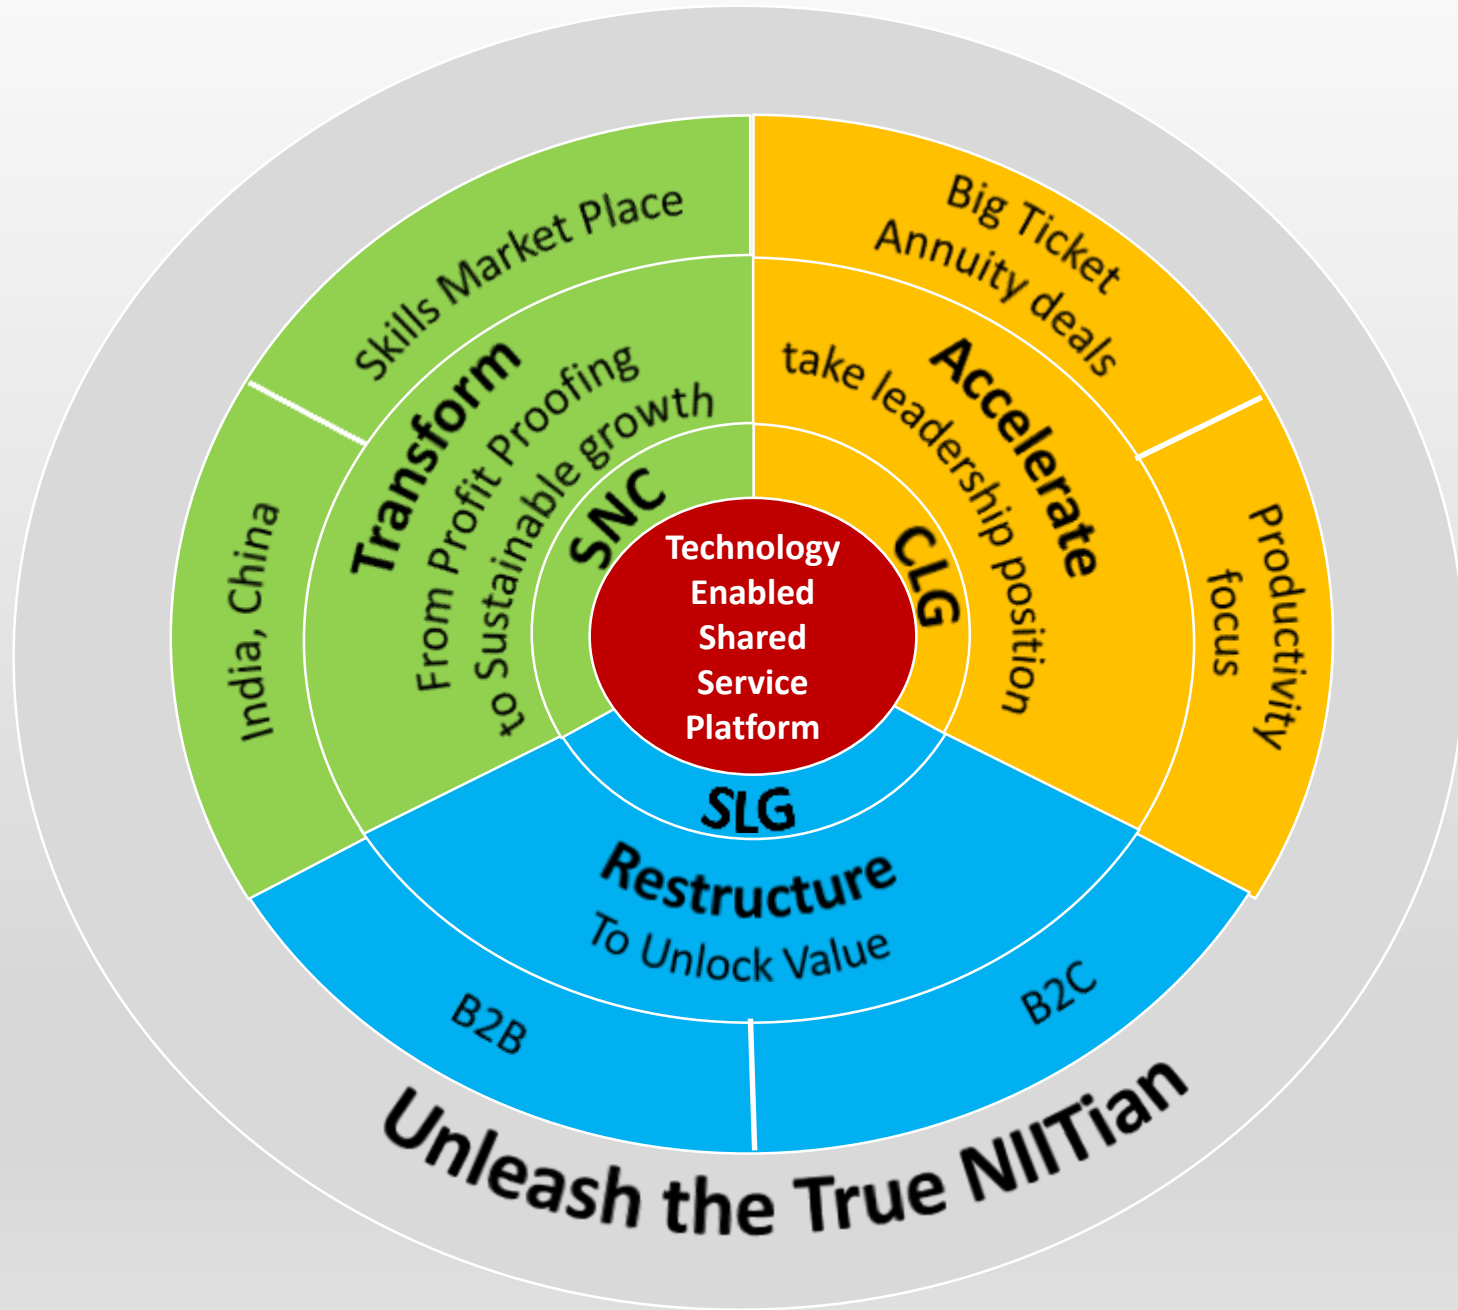 Skills Market Place
India, China
Transform
From Profit Proofing
to Sustainable growth
SNC
Big Ticket
Annuity deals
Productivity
focus
Accelerate
take leadership position
CLG
Technology
Enabled
Shared
Service
Platform
SLG
Restructure
To Unlock Value
B2B
B2C
Unleash the True NIITian